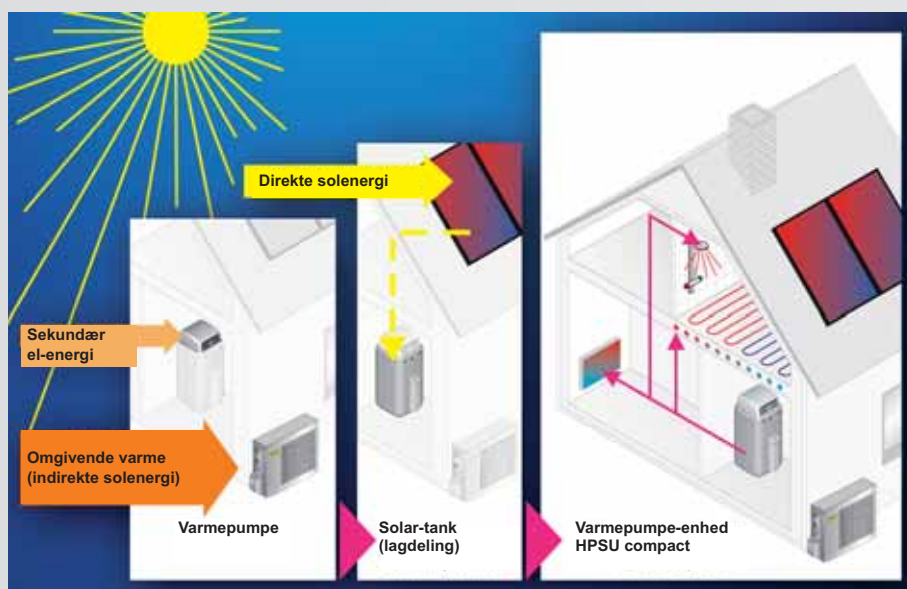 Direkte solenergi
Sekundær
el-energi
Omgivende varme
(indirekte solenergi)
Varmepumpe
Solar-tank
(lagdeling)
Varmepumpe-enhed
HPSU compact